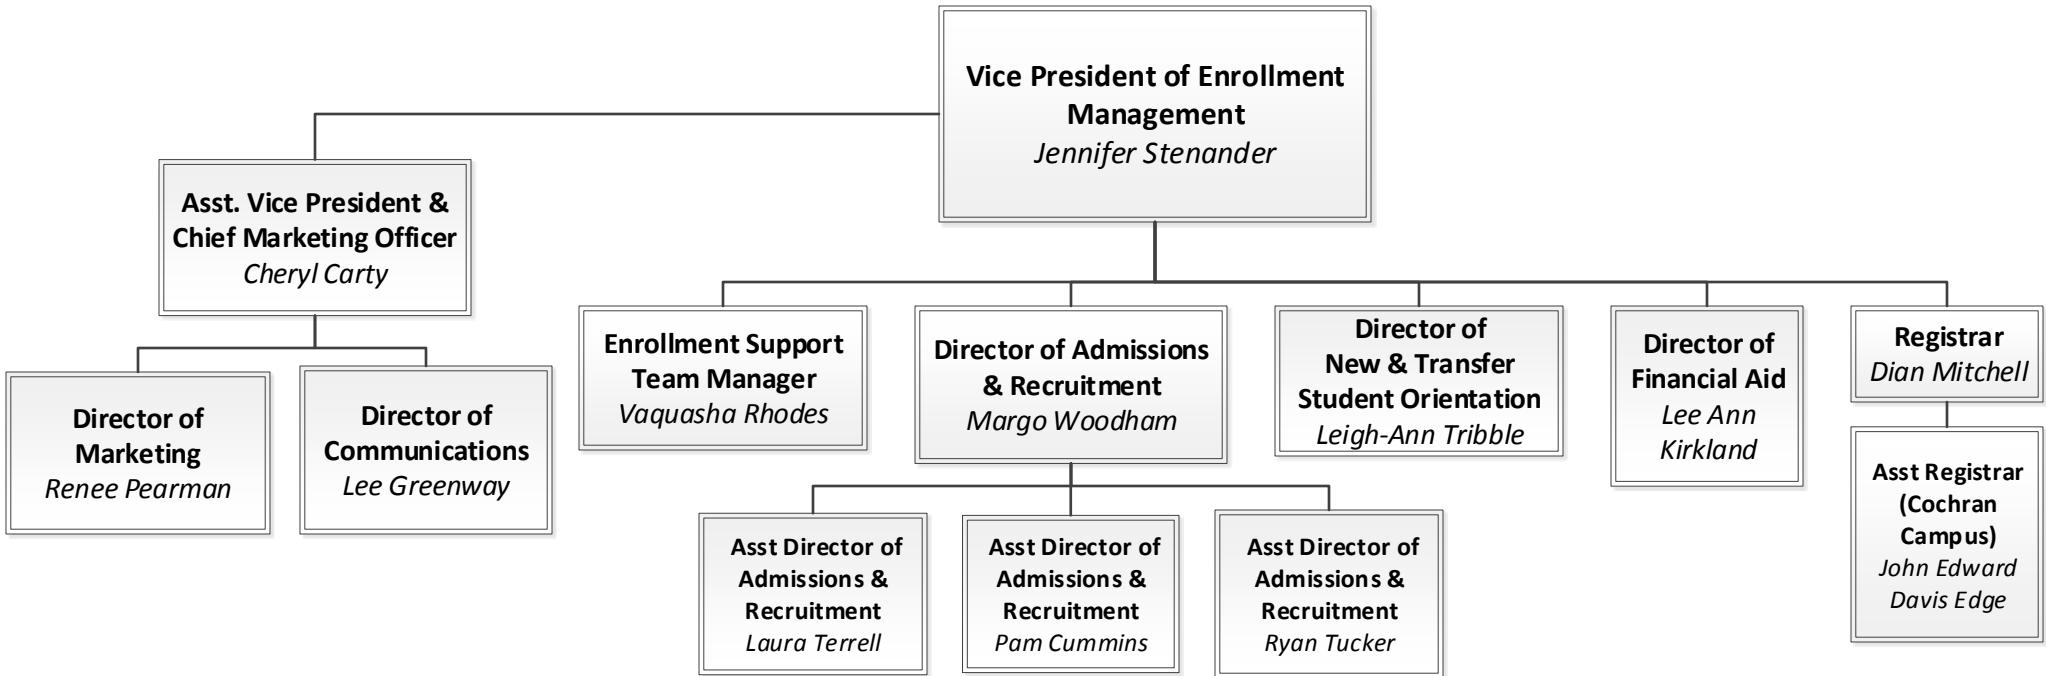 Vice President of Enrollment
Management
Jennifer Stenander
Asst. Vice President &
Chief Marketing Officer
Cheryl Carty
Director of
Marketing
Renee Pearman
Director of
Communications
Lee Greenway
Enrollment Support
Team Manager
Vaquasha Rhodes
Director of Admissions
& Recruitment
Margo Woodham
Director of
New & Transfer
Student Orientation
Leigh-Ann Tribble
Director of
Financial Aid
Lee Ann
Kirkland
Registrar
Dian Mitchell
Asst Director of
Admissions &
Recruitment
Laura Terrell
Asst Director of
Admissions &
Recruitment
Pam Cummins
Asst Director of
Admissions &
Recruitment
Ryan Tucker
Asst Registrar
(Cochran
Campus)
John Edward
Davis Edge